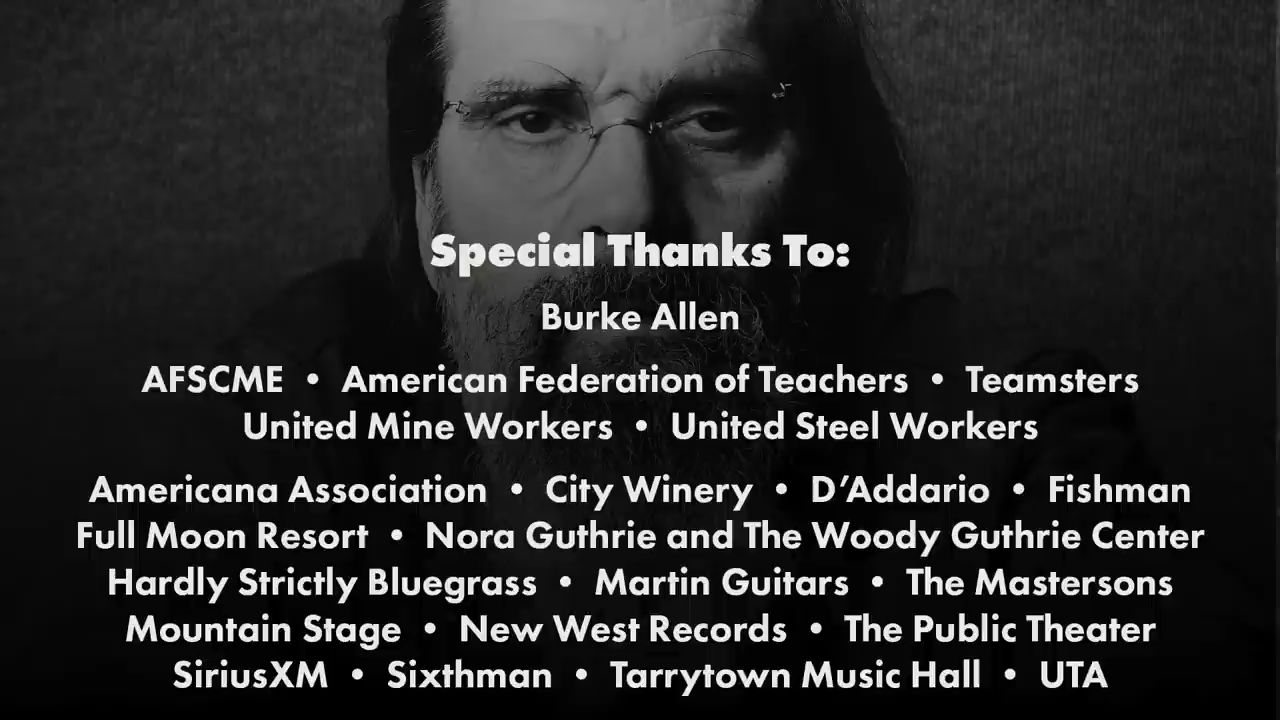 Special Thanks To:
Burke Allen
AFSCME • American Federation of Teachers • Teamsters
United Mine Workers • United Steel Workers
Americana Association • City Winery • D’Addario • Fishman
Full Moon Resort • Nora Guthrie and The Woody Guthrie Center
Hardly Strictly Bluegrass • Martin Guitars • The Mastersons
Mountain Stage • New West Records • The Public Theater
SiriusXM • Sixthman • Tarrytown Music Hall • UTA